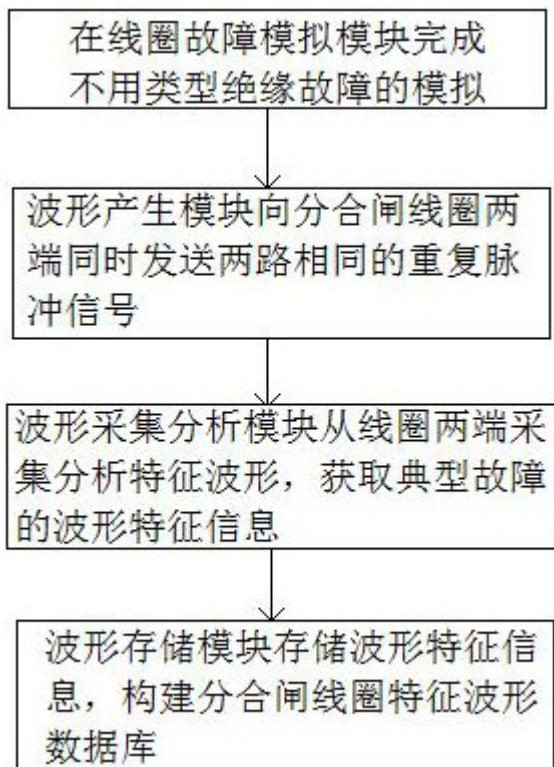 在线圈故障模拟模块完成
不用类型绝缘故障的模拟
波形产生模块向分合闸线圈两
端同时发送两路相同的重复脉
冲信号
波形采集分析模块从线圈两端采
集分析特征波形，获取典型故障
的波形特征信息
波形存储模块存储波形特征信
息，构建分合闸线圈特征波形
数据库